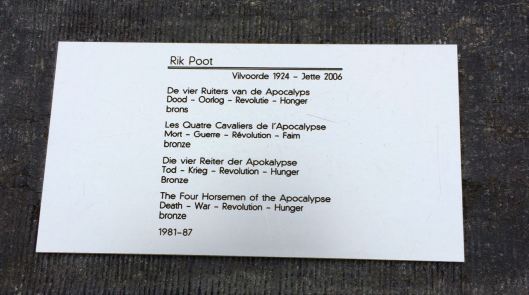 Rik Poot
Vilvoorde 1924 - Jette 2006
De vier Ruiters van de Apocalyps
Dood - Oorlog - Revolutie - Honger
brons
Les Quatre Cavaliers de l'Apocalypse
Mort - Guerre - Révolution - Faim
bronze
Die vier Reiter der Apokalypse
Tod - Krieg - Revolution - Hunger
Bronze
The Four Horsemen of the Apocalypse
Death - War - Revolution - Hunger
bronze
1981-87